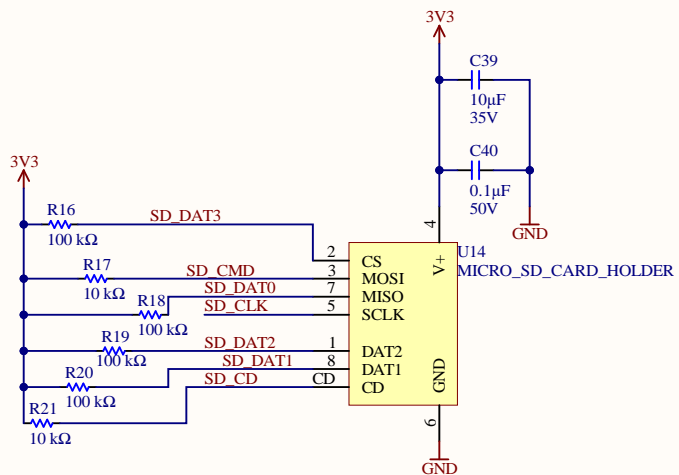 3V3
C39
10µF
35V
C40
0.1µF
50V
GND
3V3
R16
100 kΩ
SD_DAT3
R17
10 kΩ
SD_CMD
SD_DAT0
R18
100 kΩ
SD_CLK
R19
100 kΩ
SD_DAT2
SD_DAT1
R20
100 kΩ
SD_CD
R21
10 kΩ
4
U14
MICRO_SD_CARD_HOLDER
V+
2
CS
3
MOSI
7
MISO
5
SCLK
1
DAT2
8
DAT1
CD
CD
GND
6
GND